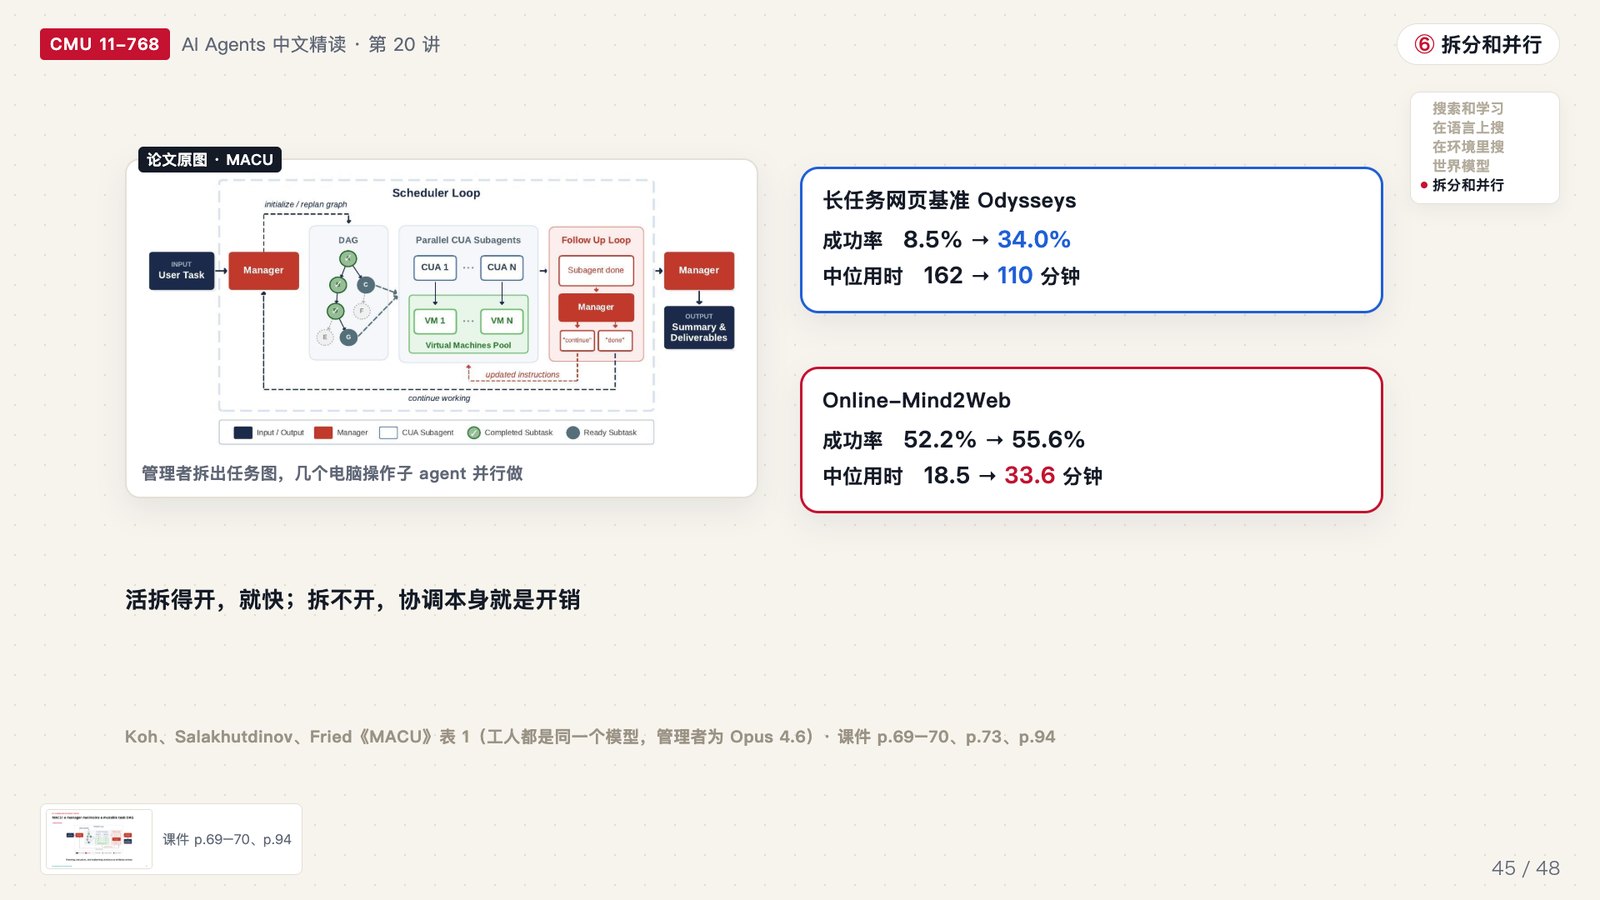 CMU 11-768 AI Agents 中文精读 · 第 20 讲
⑥ 拆分和并行
搜索和学习
在语言上搜
在环境里搜
世界模型
拆分和并行
论文原图 · MACU
Scheduler Loop
initialize / replan graph
INPUT
User Task
Manager
DAG
C
F
E
G
Parallel CUA Subagents
CUA 1 ... CUA N
VM 1 ... VM N
Virtual Machines Pool
Follow Up Loop
Subagent done
Manager
"continue" "done"
updated instructions
continue working
Manager
OUTPUT
Summary &
Deliverables
Input / Output Manager CUA Subagent Completed Subtask Ready Subtask
管理者拆出任务图，几个电脑操作子 agent 并行做
长任务网页基准 Odysseys
成功率 8.5% → 34.0%
中位用时 162 → 110 分钟
Online-Mind2Web
成功率 52.2% → 55.6%
中位用时 18.5 → 33.6 分钟
活拆得开，就快；拆不开，协调本身就是开销
Koh、Salakhutdinov、Fried《MACU》表 1（工人都是同一个模型，管理者为 Opus 4.6）· 课件 p.69–70、p.73、p.94
课件 p.69–70、p.94
45 / 48